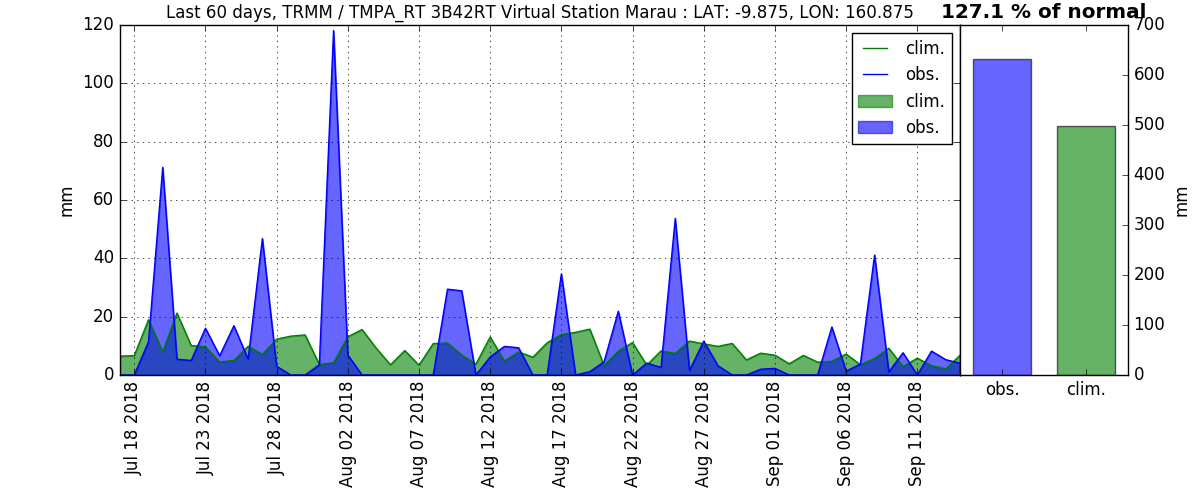 Last 60 days, TRMM / TMPA_RT 3B42RT Virtual Station Marau : LAT: -9.875, LON: 160.875
127.1 % of normal
120
100
80
60
40
20
0
mm
clim.
obs.
clim.
obs.
700
600
500
400
300
200
100
0
mm
Jul 18 2018
Jul 23 2018
Jul 28 2018
Aug 02 2018
Aug 07 2018
Aug 12 2018
Aug 17 2018
Aug 22 2018
Aug 27 2018
Sep 01 2018
Sep 06 2018
Sep 11 2018
obs.
clim.